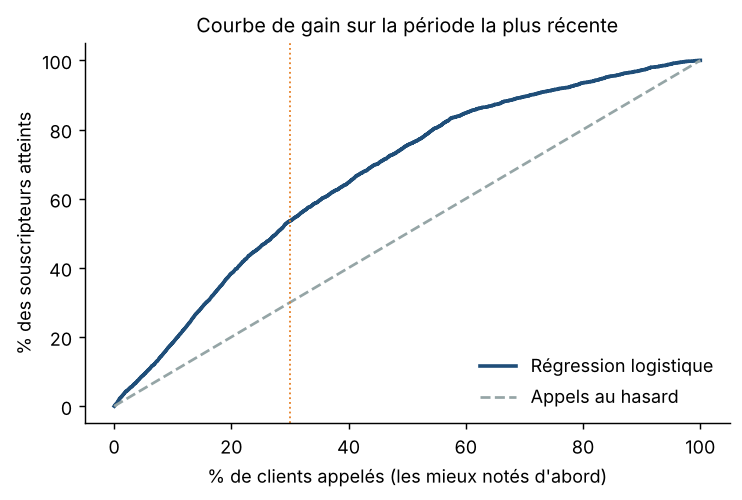 Courbe de gain sur la période la plus récente
% des souscripteurs atteints
100
80
60
40
20
0
0 20 40 60 80 100
% de clients appelés (les mieux notés d'abord)
Régression logistique
Appels au hasard